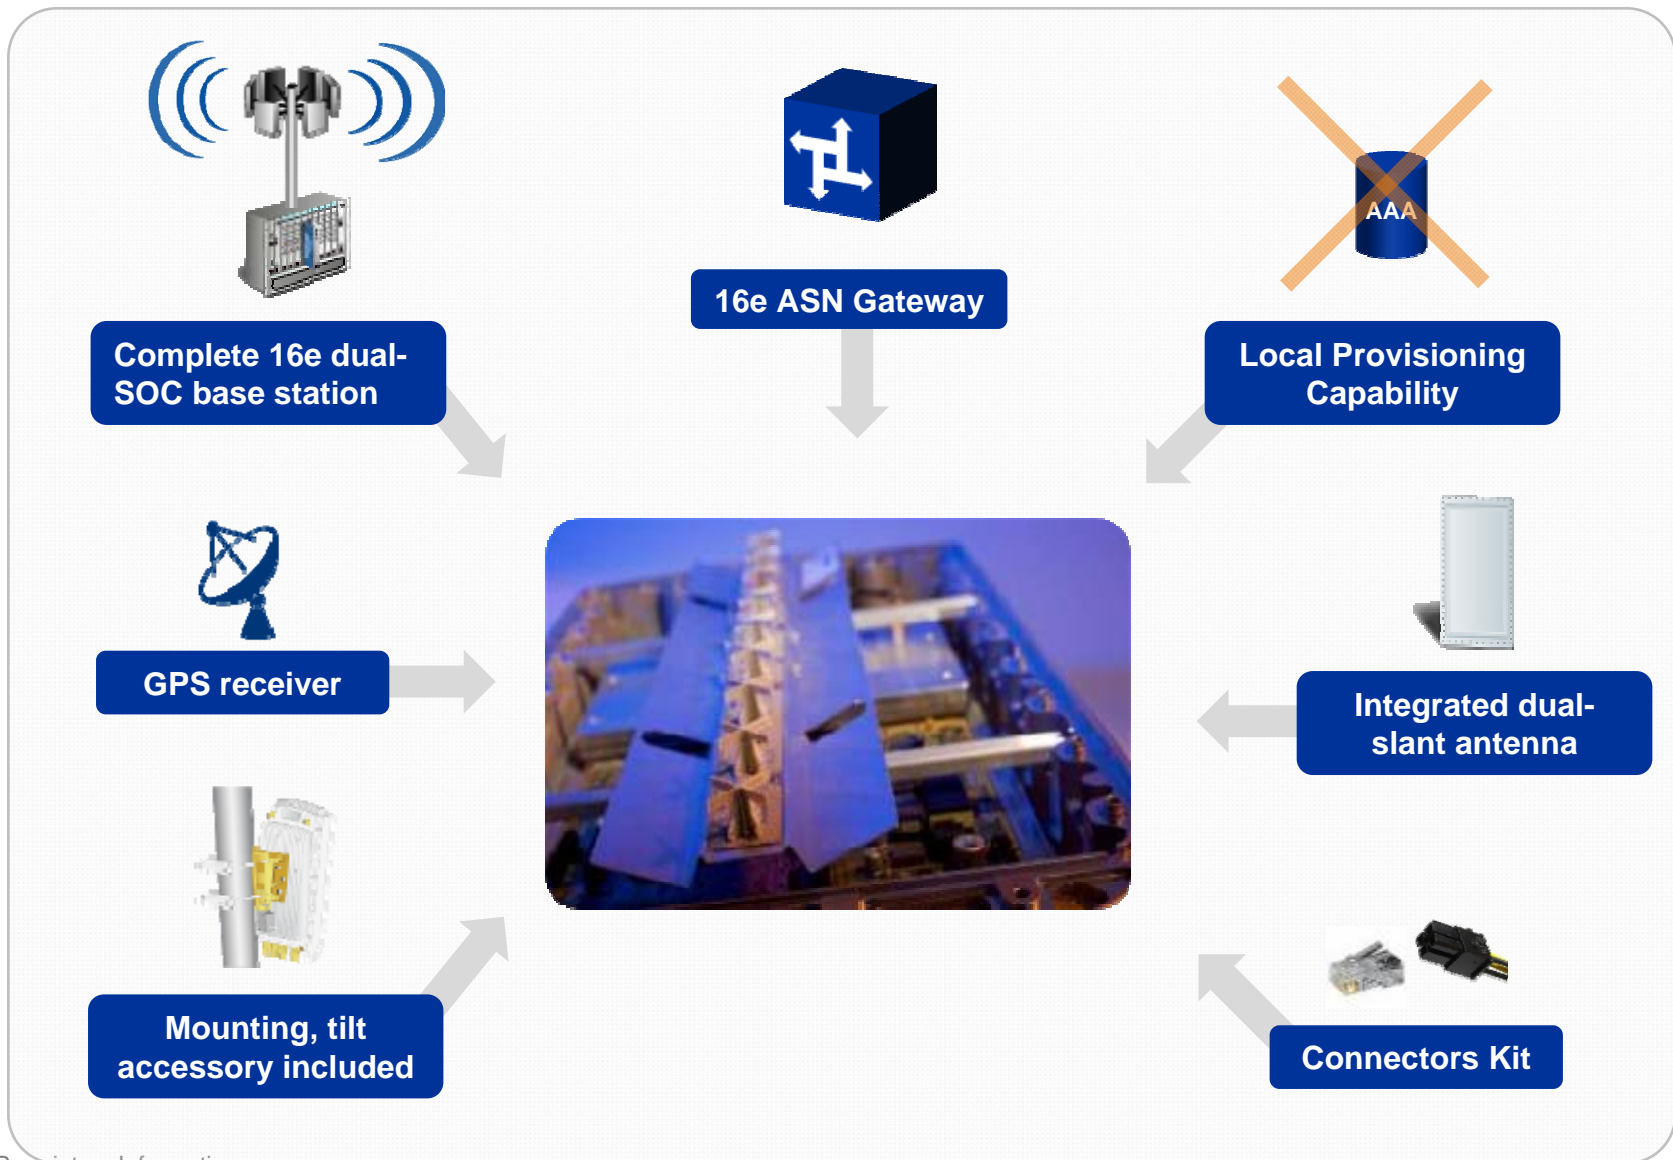 AAA
16e ASN Gateway
Complete 16e dual-
SOC base station
Local Provisioning
Capability
GPS receiver
Integrated dual-
slant antenna
Mounting, tilt
accessory included
Connectors Kit